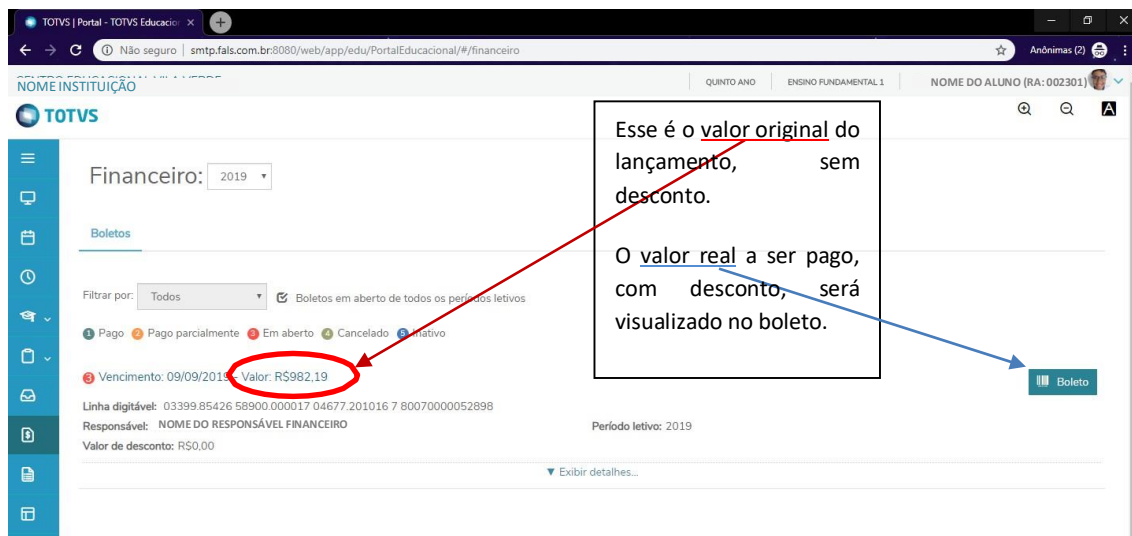 TOTVS | Portal - TOTVS Educacion
Não seguro | smtp.fals.com.br:8080/web/app/edu/PortalEducacional/#/financeiro
Anônimas (2)
NOME INSTITUIÇÃO
QUINTO ANO
ENSINO FUNDAMENTAL 1
NOME DO ALUNO (RA: 002301)
TOTVS
A
Esse é o valor original do
lançamento, sem
desconto.
O valor real a ser pago,
com desconto, será
visualizado no boleto.
Financeiro: 2019
Boletos
Filtrar por: Todos
Boletos em aberto de todos os períodos letivos
1 Pago 2 Pago parcialmente 3 Em aberto 4 Cancelado 5 Inativo
3 Vencimento: 09/09/2019 - Valor: R$982,19
Boleto
Linha digitável: 03399.85426 58900.000017 04677.201016 7 80070000052898
Responsável: NOME DO RESPONSÁVEL FINANCEIRO
Período letivo: 2019
Valor de desconto: R$0,00
▼ Exibir detalhes...